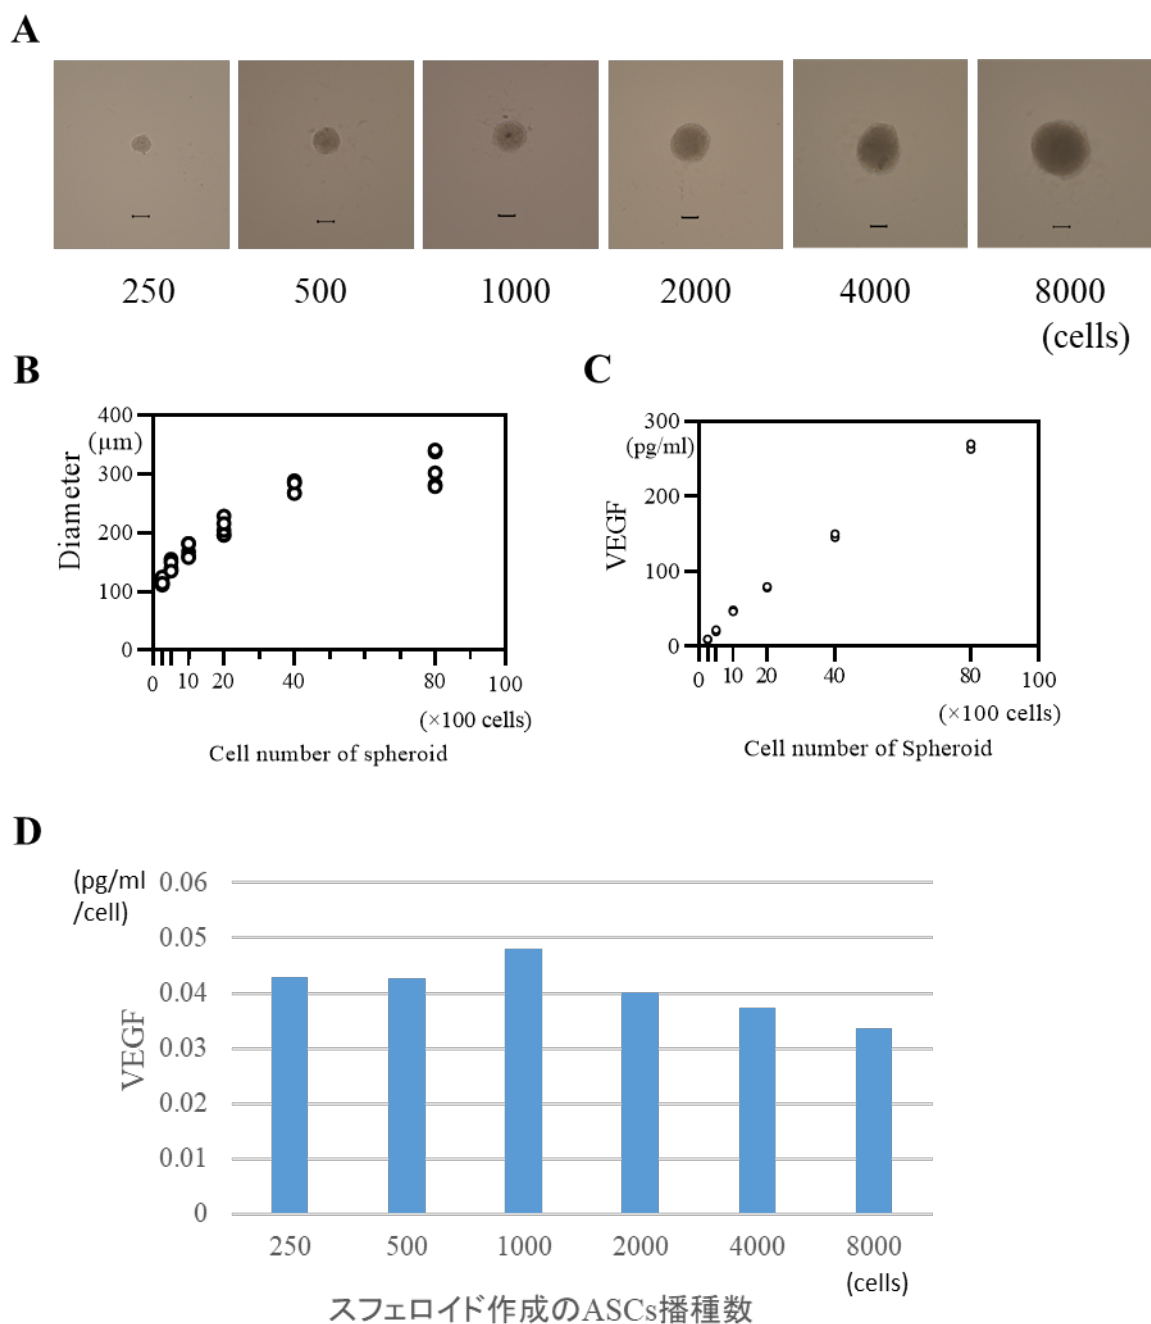 A
250 500 1000 2000 4000 8000
(cells)
B
400
(μm)
300
200
100
0
Diameter
0 10 20 40 80 100
(×100 cells)
Cell number of spheroid
C
300
(pg/ml)
200
100
0
VEGF
0 10 20 40 80 100
(×100 cells)
Cell number of Spheroid
D
(pg/ml
/cell)
0.06
0.05
0.04
0.03
0.02
0.01
0
VEGF
250 500 1000 2000 4000 8000
(cells)
スフェロイド作成のASCs播種数